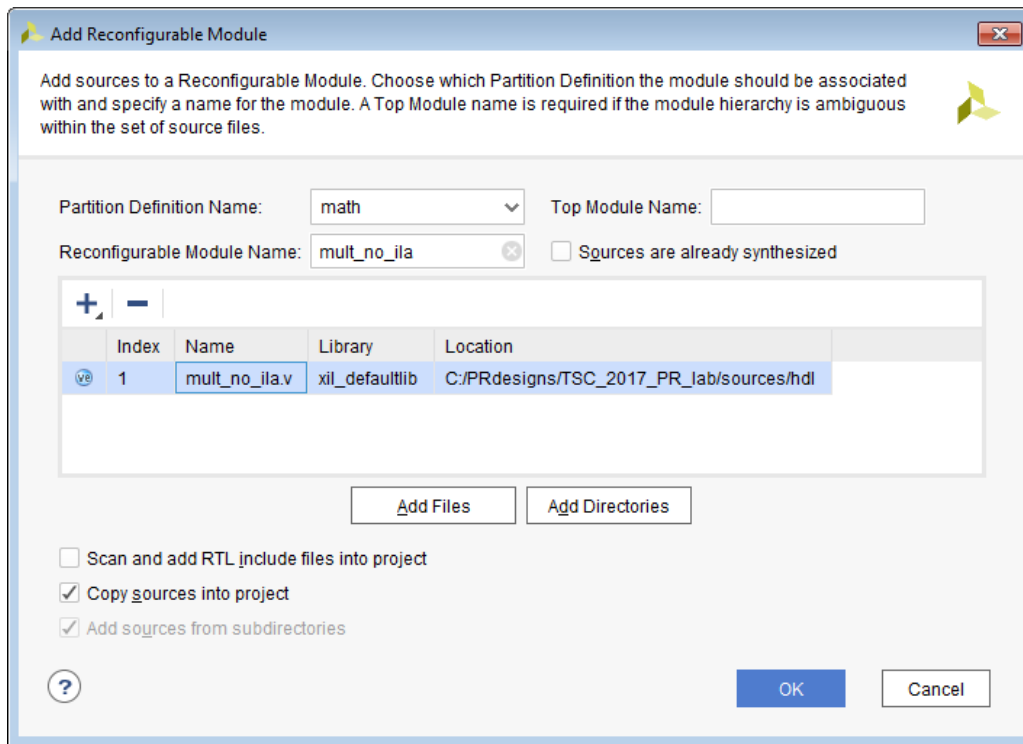 Add Reconfigurable Module
Add sources to a Reconfigurable Module. Choose which Partition Definition the module should be associated
with and specify a name for the module. A Top Module name is required if the module hierarchy is ambiguous
within the set of source files.
Partition Definition Name: math Top Module Name:
Reconfigurable Module Name: mult_no_ila Sources are already synthesized
Index Name Library Location
1 mult_no_ila.v xil_defaultlib C:/PRdesigns/TSC_2017_PR_lab/sources/hdl
Add Files Add Directories
Scan and add RTL include files into project
Copy sources into project
Add sources from subdirectories
? OK Cancel